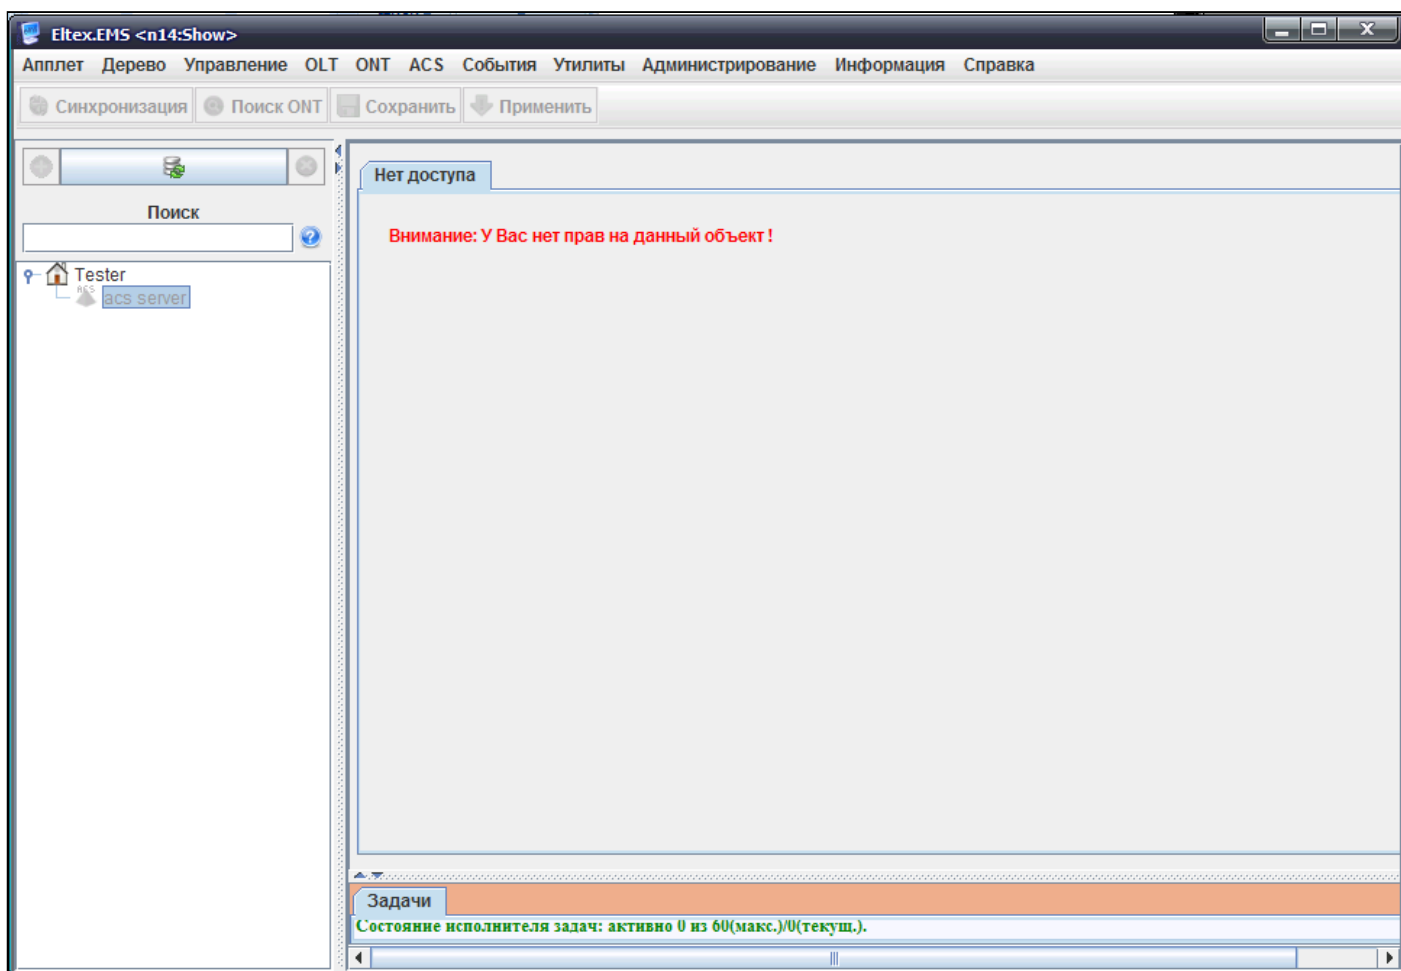 Eltex.EMS <n14:Show>
Апплет Дерево Управление OLT ONT ACS События Утилиты Администрирование Информация Справка
Синхронизация Поиск ONT Сохранить Применить
Поиск
Tester
ACS
acs server
Нет доступа
Внимание: У Вас нет прав на данный объект!
Задачи
Состояние исполнителя задач: активно 0 из 60(макс.)/0(текущ.).